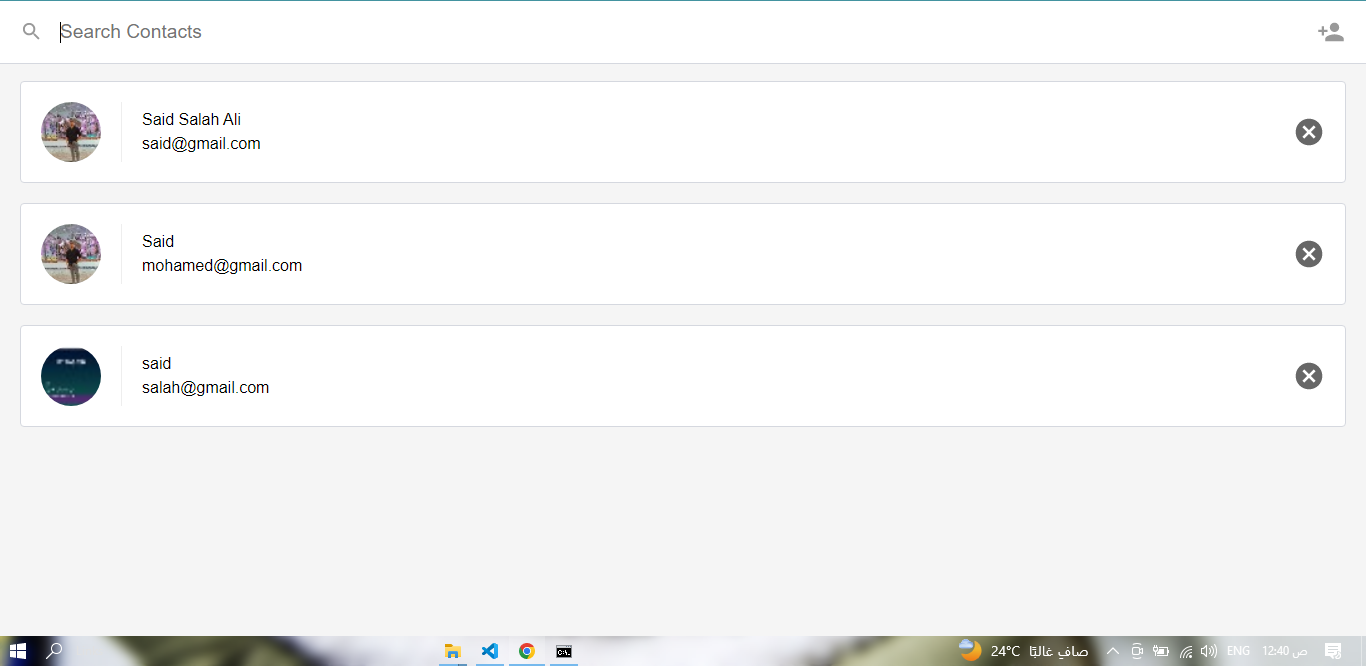 Search Contacts
Said Salah Ali
said@gmail.com
Said
mohamed@gmail.com
said
salah@gmail.com
24°C صافٍ غالبًا ENG 12:40 ص